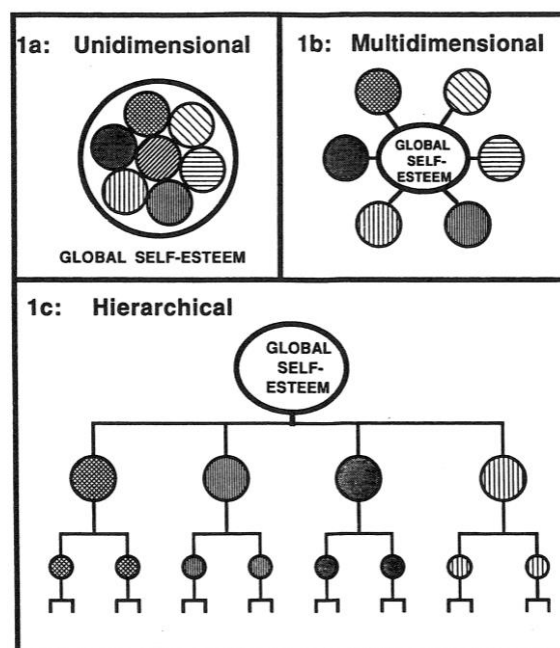 1a: Unidimensional
GLOBAL SELF-ESTEEM
1b: Multidimensional
GLOBAL
SELF-
ESTEEM
1c: Hierarchical
GLOBAL
SELF-
ESTEEM